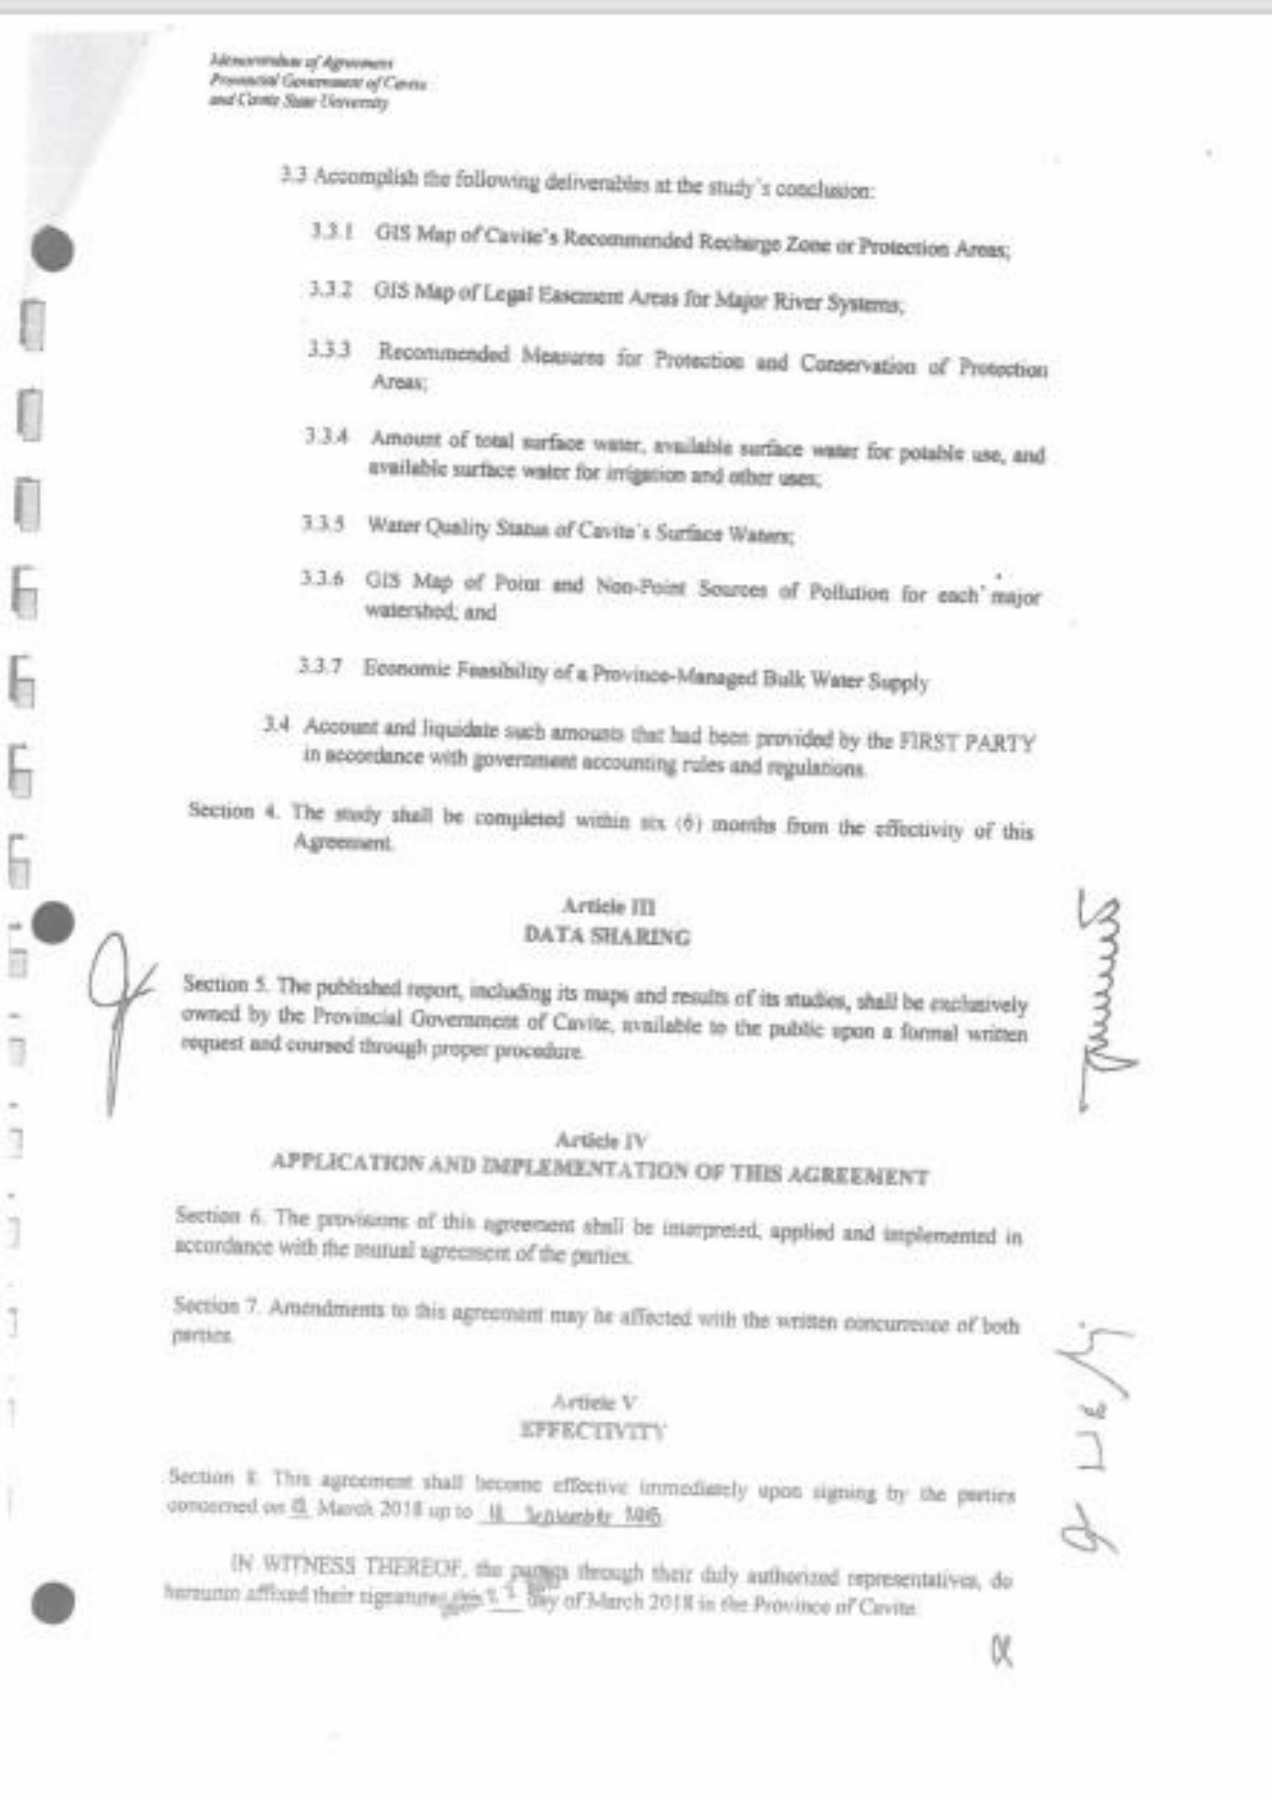 Memorandum of Agreement
Provincial Government of Cavite
and Cavite State University
3.3 Accomplish the following deliverables at the study's conclusion:
3.3.1 GIS Map of Cavite's Recommended Recharge Zone or Protection Areas;
3.3.2 GIS Map of Legal Easement Areas for Major River Systems;
3.3.3 Recommended Measures for Protection and Conservation of Protection
Areas;
3.3.4 Amount of total surface water, available surface water for potable use, and
available surface water for irrigation and other uses;
3.3.5 Water Quality Status of Cavite's Surface Waters;
3.3.6 GIS Map of Point and Non-Point Sources of Pollution for each major
watershed; and
3.3.7 Economic Feasibility of a Province-Managed Bulk Water Supply
3.4 Account and liquidate such amounts that had been provided by the FIRST PARTY
in accordance with government accounting rules and regulations.
Section 4. The study shall be completed within six (6) months from the effectivity of this
Agreement.
Article III
DATA SHARING
Section 5. The published report, including its maps and results of its studies, shall be exclusively
owned by the Provincial Government of Cavite, available to the public upon a formal written
request and coursed through proper procedure.
Article IV
APPLICATION AND IMPLEMENTATION OF THIS AGREEMENT
Section 6. The provisions of this agreement shall be interpreted, applied and implemented in
accordance with the mutual agreement of the parties.
Section 7. Amendments to this agreement may be affected with the written concurrence of both
parties.
Article V
EFFECTIVITY
Section 8. This agreement shall become effective immediately upon signing by the parties
concerned on March 2018 up to September
IN WITNESS THEREOF, the parties through their duly authorized representatives, do
hereunto affixed their signatures this day of March 2018 in the Province of Cavite.